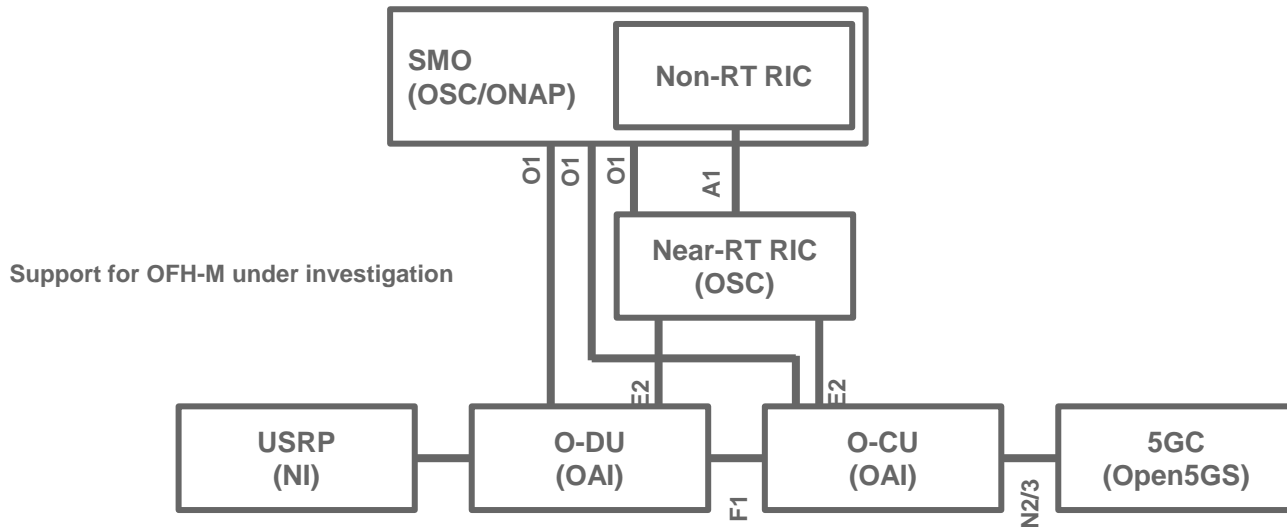 SMO
(OSC/ONAP)
Non-RT RIC
O1
O1
O1
A1
Near-RT RIC
(OSC)
Support for OFH-M under investigation
E2
E2
USRP
(NI)
O-DU
(OAI)
O-CU
(OAI)
5GC
(Open5GS)
F1
N2/3